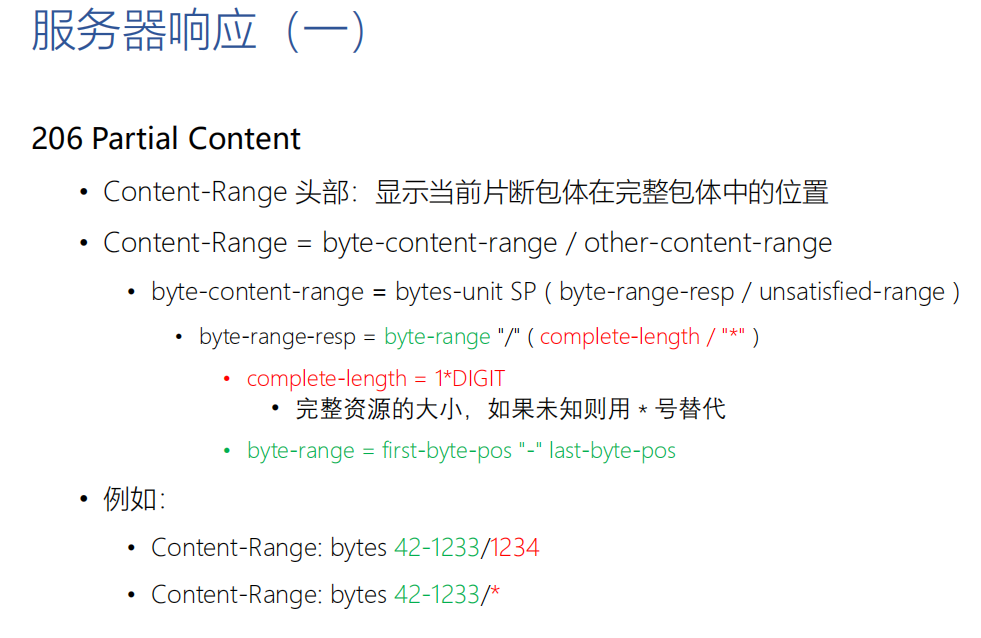 服务器响应（一）
206 Partial Content
• Content-Range 头部：显示当前片断包体在完整包体中的位置
• Content-Range = byte-content-range / other-content-range
• byte-content-range = bytes-unit SP ( byte-range-resp / unsatisfied-range )
• byte-range-resp = byte-range "/" ( complete-length / "*" )
• complete-length = 1*DIGIT
• 完整资源的大小，如果未知则用 * 号替代
• byte-range = first-byte-pos "-" last-byte-pos
• 例如：
• Content-Range: bytes 42-1233/1234
• Content-Range: bytes 42-1233/*